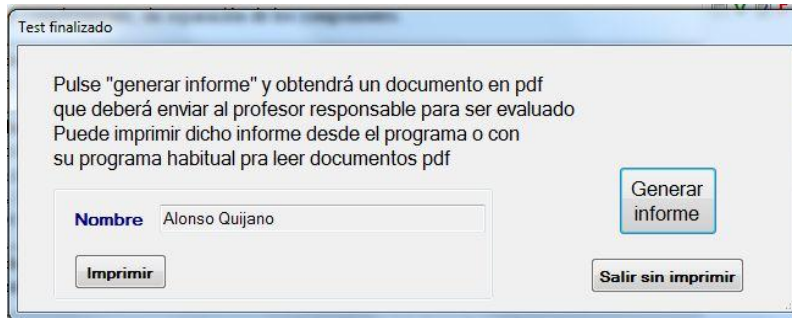 Test finalizado
Pulse "generar informe" y obtendrá un documento en pdf
que deberá enviar al profesor responsable para ser evaluado
Puede imprimir dicho informe desde el programa o con
su programa habitual pra leer documentos pdf
Generar
informe
Nombre Alonso Quijano
Imprimir
Salir sin imprimir